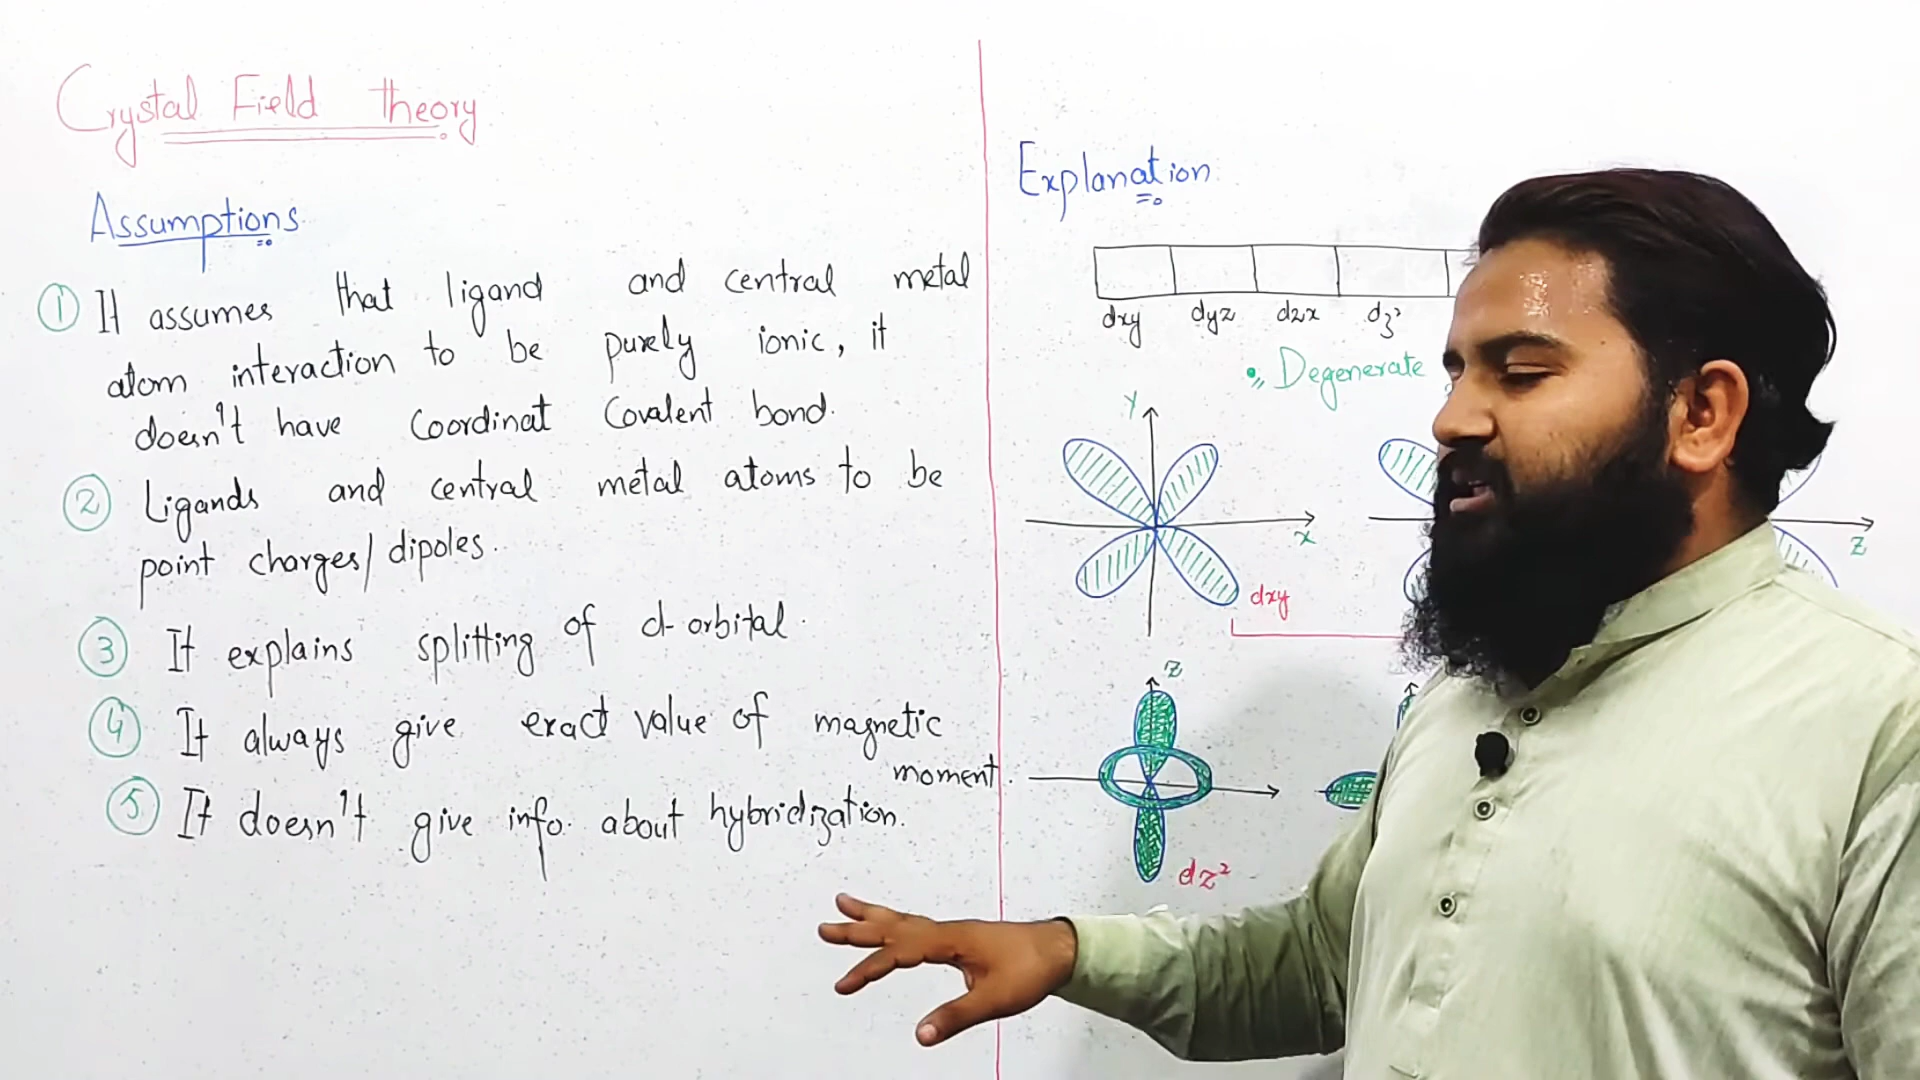 Crystal Field theory
Assumptions
① It assumes that ligand and central metal
atom interaction to be purely ionic, it
doesn't have Coordinat Covalent bond.
② Ligands and central metal atoms to be
point charges/dipoles.
③ It explains splitting of d-orbital.
④ It always give exact value of magnetic
moment.
⑤ It doesn't give info. about hybridization.
Explanation
dxy dyz dzx dz²
Degenerate
Y
X
Z
dxy
Z
dz²